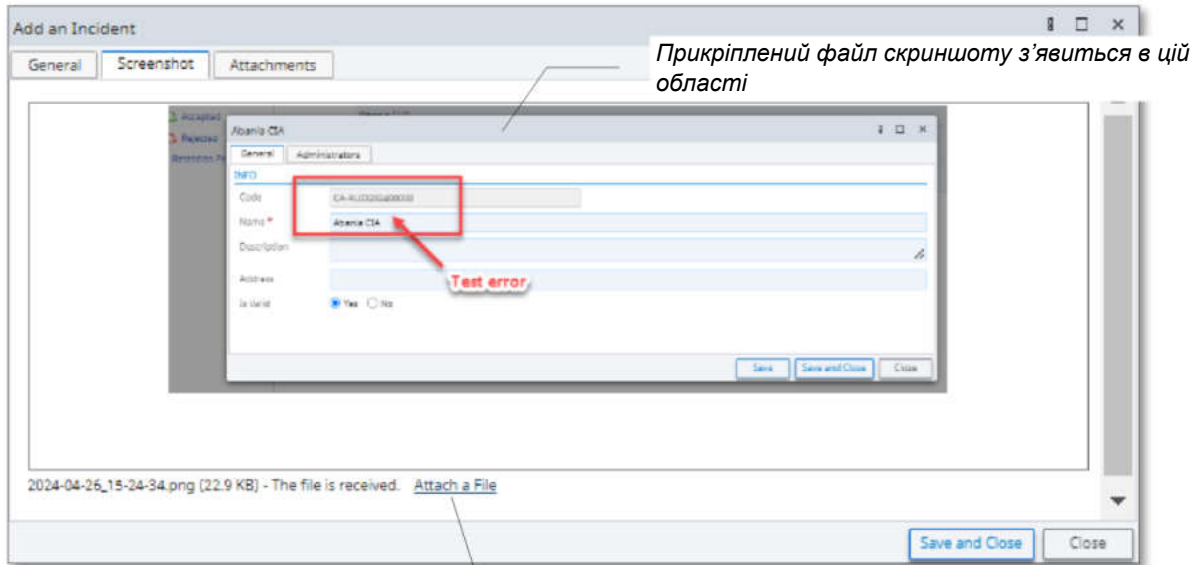 Add an Incident
Прикріплений файл скриншоту з’явиться в цій
області
General Screenshot Attachments
Accepted
Rejected
Abania CIA
General Administrators
INFO
Code
Name * Abania CIA
Description
Address
Is Valid Yes No
Test error
Save Save and Close Close
2024-04-26_15-24-34.png (22.9 KB) - The file is received. Attach a File
Save and Close Close